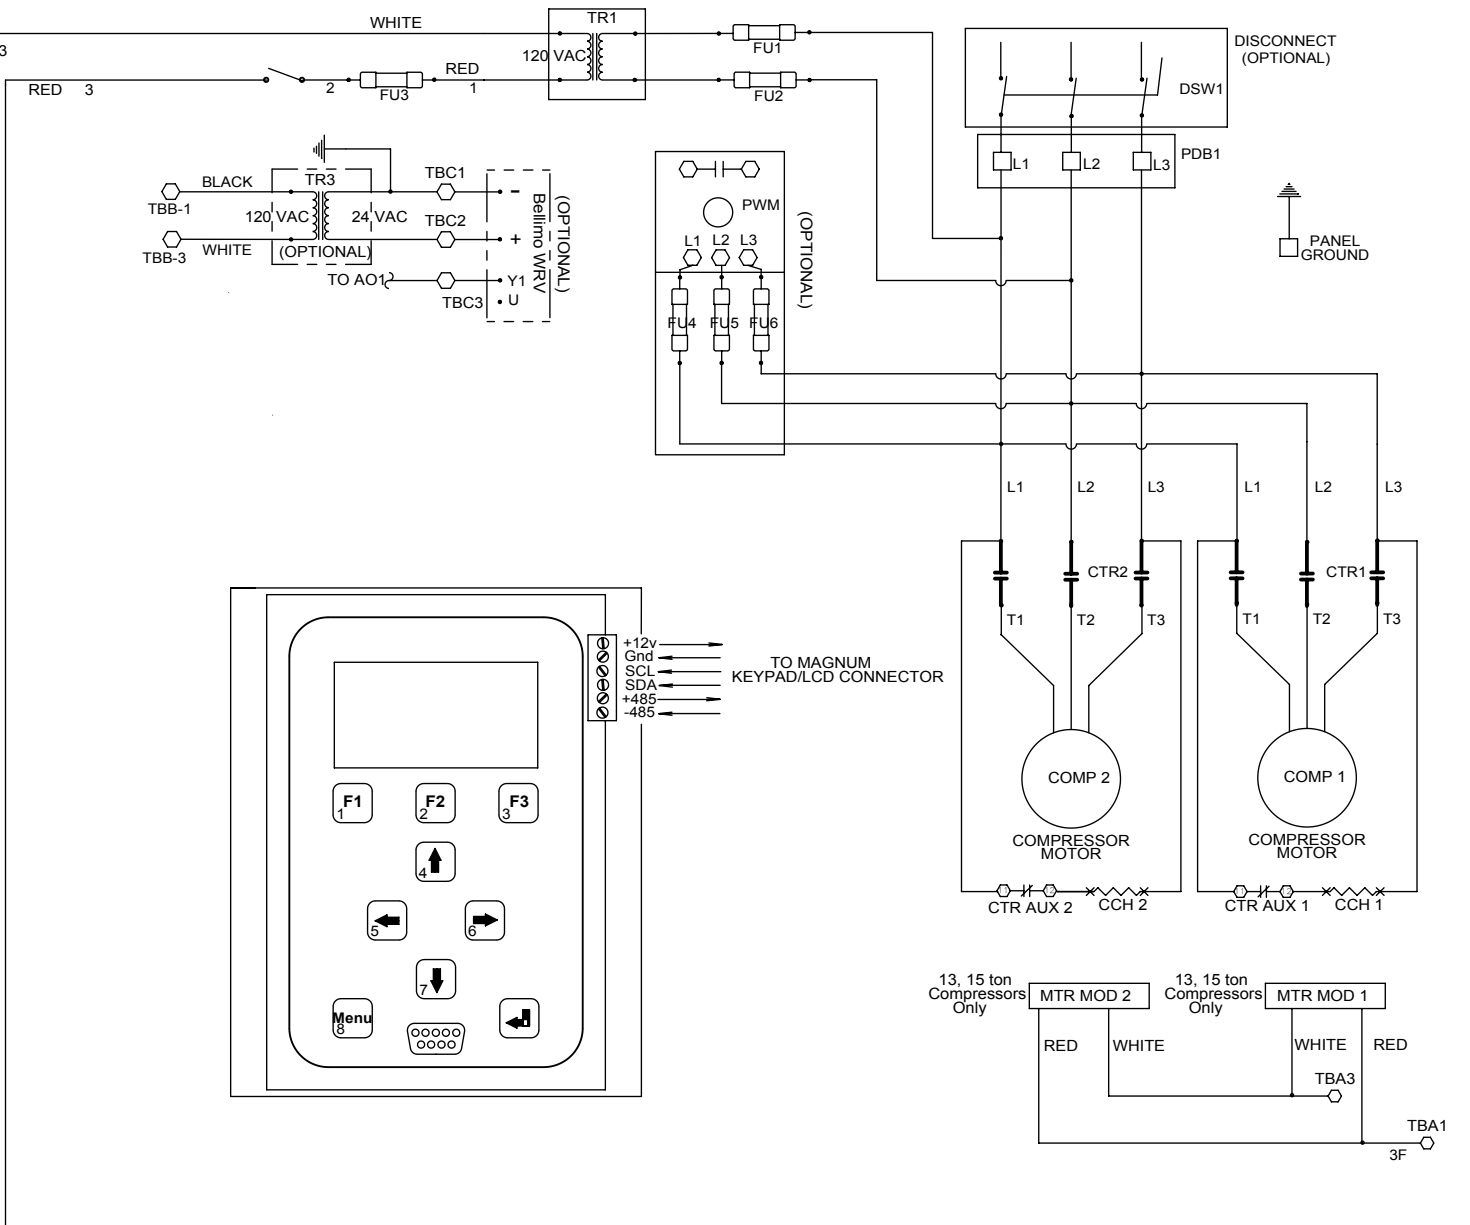 WHITE
TR1
3
120 VAC
FU1
DISCONNECT
(OPTIONAL)
RED 3
2
FU3
RED
1
FU2
DSW1
L1
L2
L3
PDB1
TR3
TBC1
BLACK
TBB-1
120 VAC
24 VAC
TBC2
WHITE
TBB-3
(OPTIONAL)
TO AO1
TBC3
-
+
Y1
U
Bellimo WRV
(OPTIONAL)
PWM
L1 L2 L3
(OPTIONAL)
FU4 FU5 FU6
PANEL
GROUND
L1 L2 L3 L1 L2 L3
CTR2 CTR1
T1 T2 T3 T1 T2 T3
+12v
Gnd
SCL
SDA
+485
-485
TO MAGNUM
KEYPAD/LCD CONNECTOR
COMP 2
COMPRESSOR
MOTOR
COMP 1
COMPRESSOR
MOTOR
F1
1
F2
2
F3
3
4
5
6
7
Menu
8
CTR AUX 2 CCH 2
CTR AUX 1 CCH 1
13, 15 ton
Compressors
Only
MTR MOD 2
13, 15 ton
Compressors
Only
MTR MOD 1
RED WHITE WHITE RED
TBA3
TBA1
3F